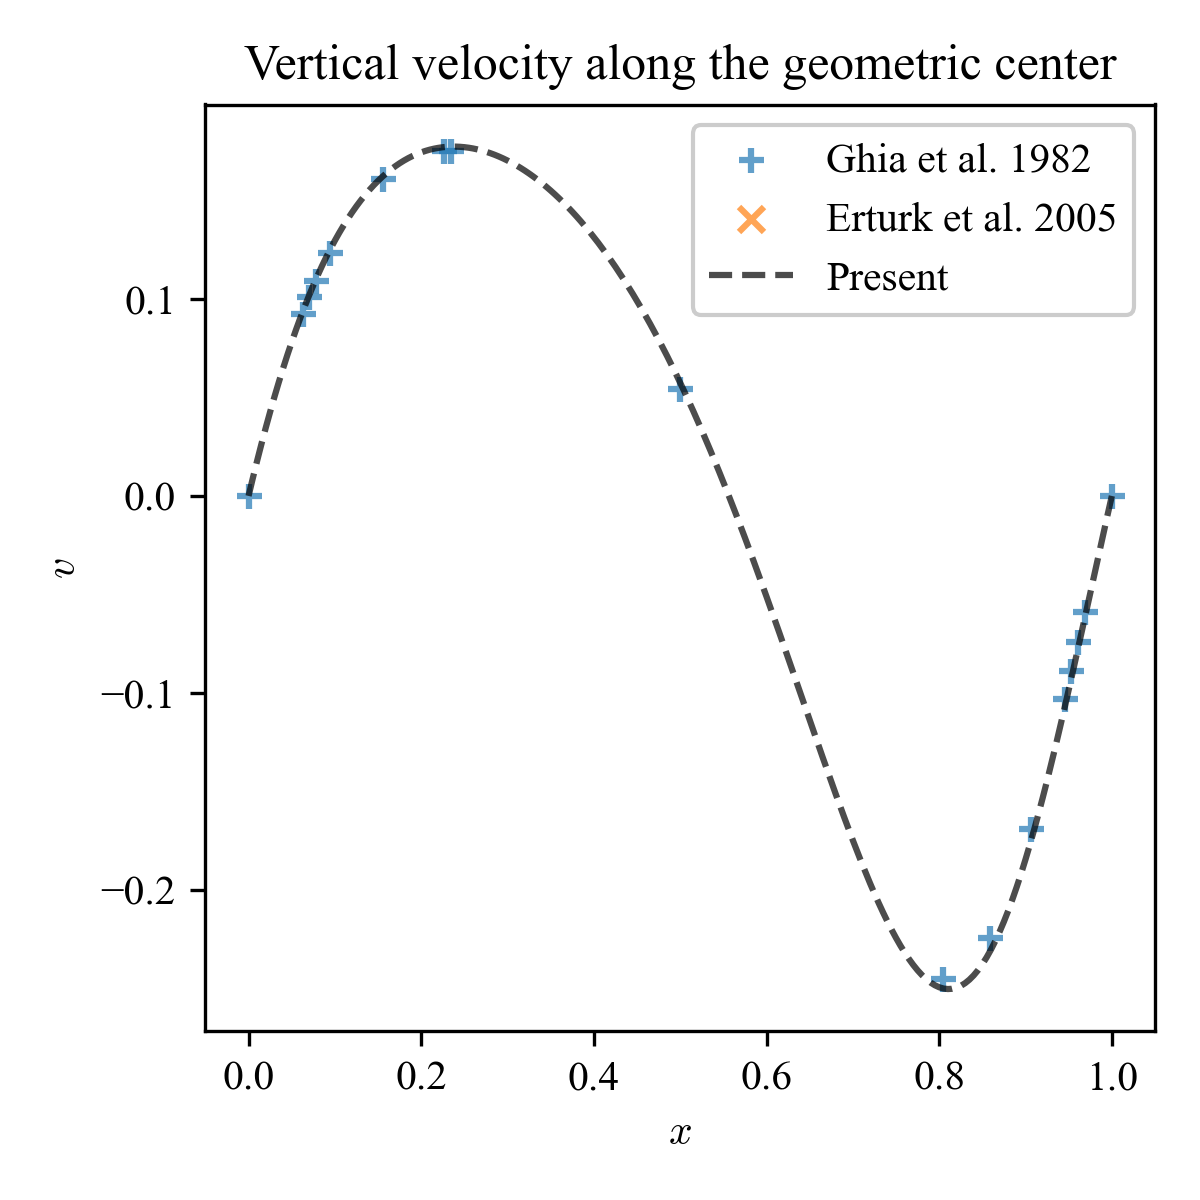 Vertical velocity along the geometric center
Ghia et al. 1982
Erturk et al. 2005
Present
0.1
0.0
−0.1
−0.2
v
0.0 0.2 0.4 0.6 0.8 1.0
x